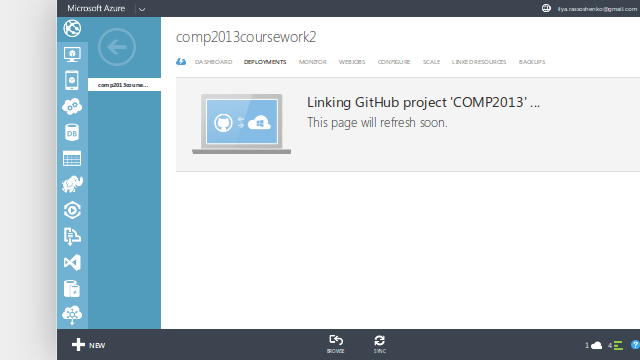 Microsoft Azure
ilya.rassoshenko@gmail.com
comp2013course...
comp2013coursework2
DASHBOARD DEPLOYMENTS MONITOR WEBJOBS CONFIGURE SCALE LINKED RESOURCES BACKUPS
Linking GitHub project 'COMP2013' ...
This page will refresh soon.
DB
NEW
BROWSE
SYNC
1
4
?